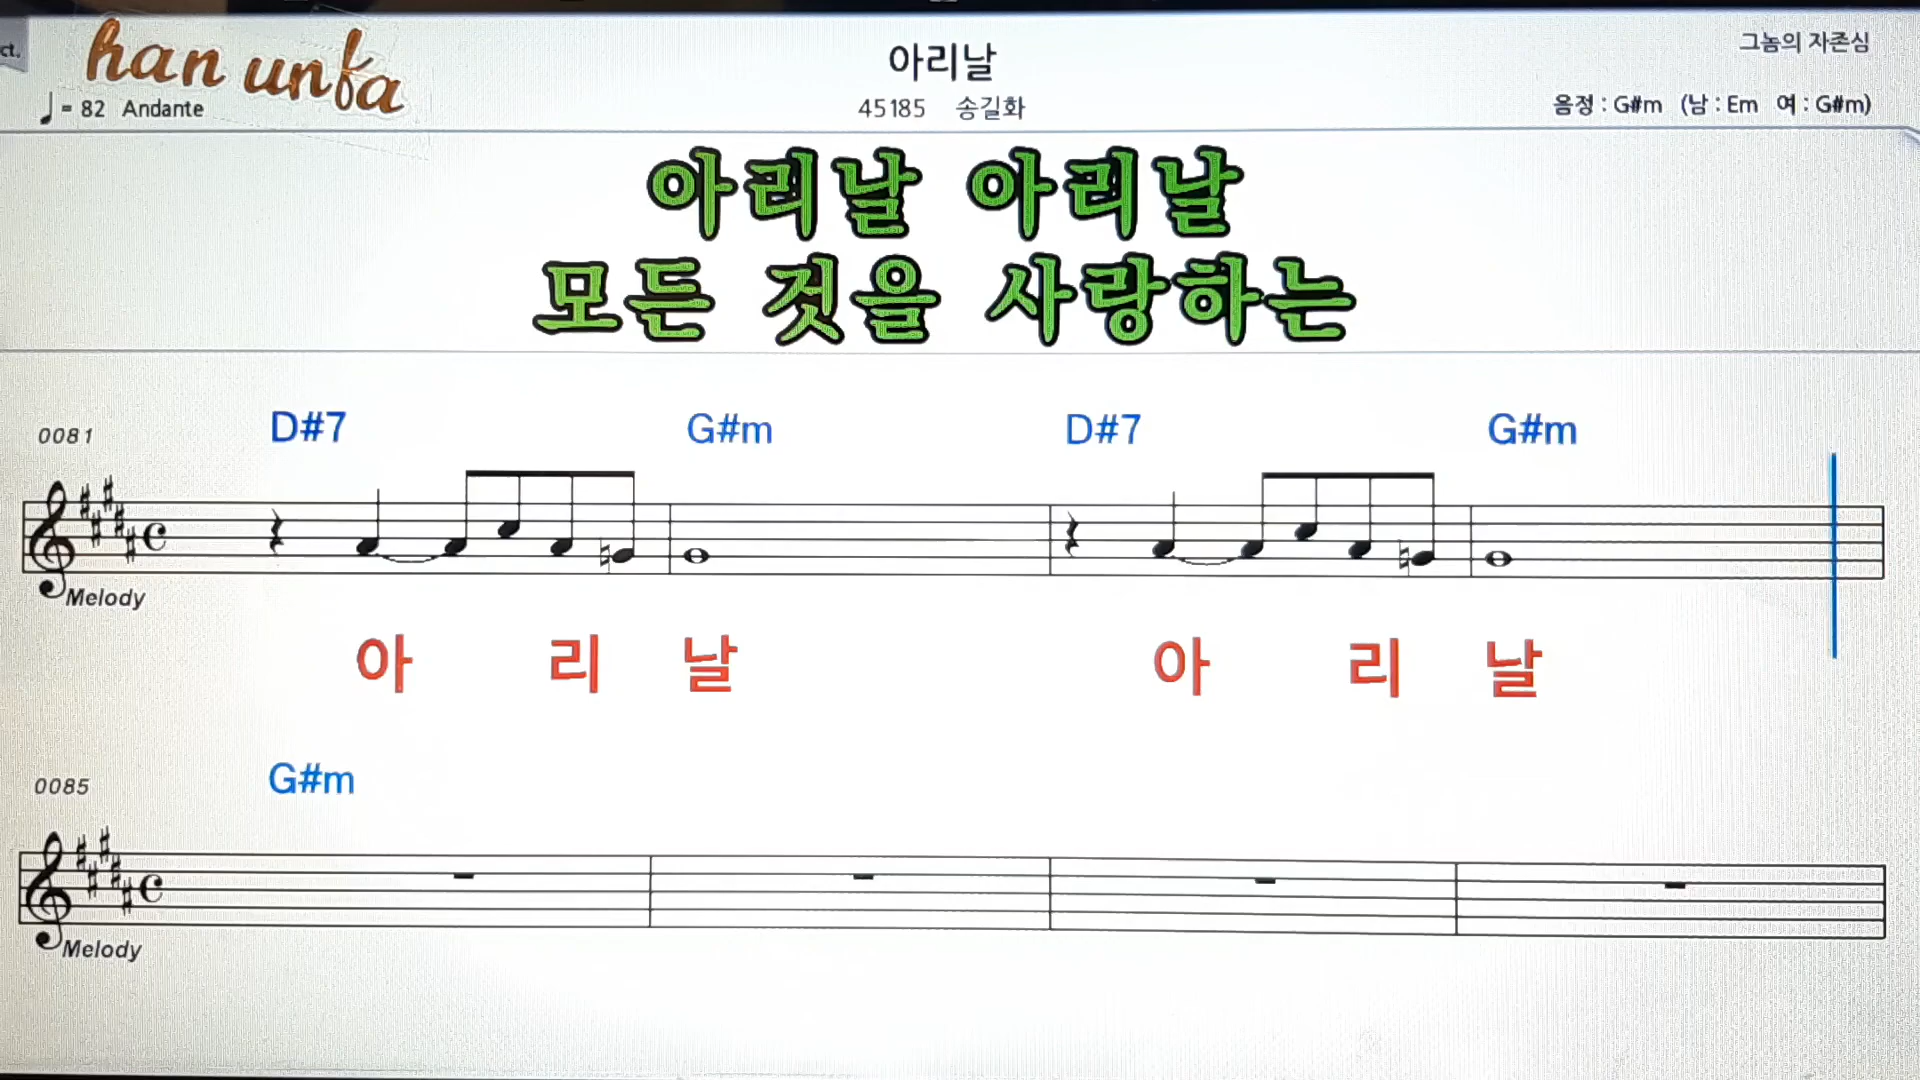 ct.
han unfa
아리날
그놈의 자존심
♩ = 82 Andante
45185 송길화
음정 : G#m (남 : Em 여 : G#m)
아리날 아리날
모든 것을 사랑하는
0081 D#7 G#m D#7 G#m
Melody
아 리 날 아 리 날
0085 G#m
Melody